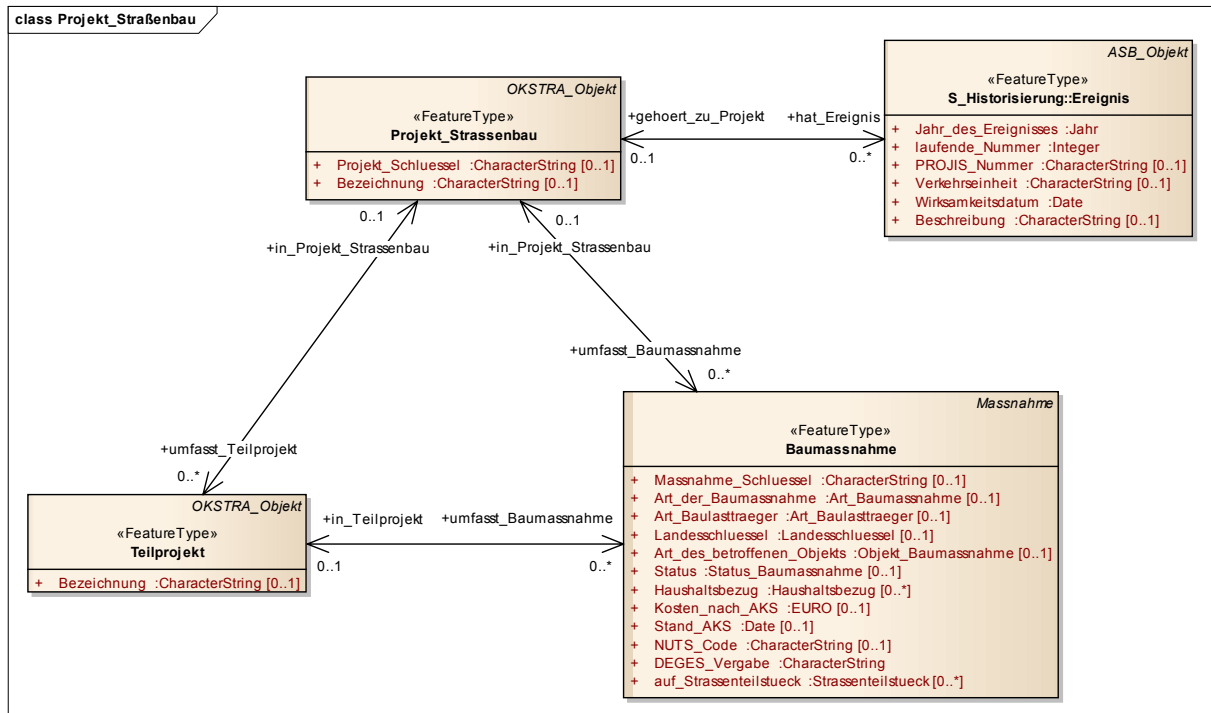 class Projekt_Straßenbau
ASB_Objekt
«FeatureType»
S_Historisierung::Ereignis
+ Jahr_des_Ereignisses :Jahr
+ laufende_Nummer :Integer
+ PROJIS_Nummer :CharacterString [0..1]
+ Verkehrseinheit :CharacterString [0..1]
+ Wirksamkeitsdatum :Date
+ Beschreibung :CharacterString [0..1]
OKSTRA_Objekt
«FeatureType»
Projekt_Strassenbau
+ Projekt_Schluessel :CharacterString [0..1]
+ Bezeichnung :CharacterString [0..1]
+gehoert_zu_Projekt
+hat_Ereignis
0..1
0..*
0..1
0..1
+in_Projekt_Strassenbau
+in_Projekt_Strassenbau
+umfasst_Baumassnahme
0..*
+umfasst_Teilprojekt
0..*
Massnahme
«FeatureType»
Baumassnahme
+ Massnahme_Schluessel :CharacterString [0..1]
+ Art_der_Baumassnahme :Art_Baumassnahme [0..1]
+ Art_Baulasttraeger :Art_Baulasttraeger [0..1]
+ Landesschluessel :Landesschluessel [0..1]
+ Art_des_betroffenen_Objekts :Objekt_Baumassnahme [0..1]
+ Status :Status_Baumassnahme [0..1]
+ Haushaltsbezug :Haushaltsbezug [0..*]
+ Kosten_nach_AKS :EURO [0..1]
+ Stand_AKS :Date [0..1]
+ NUTS_Code :CharacterString [0..1]
+ DEGES_Vergabe :CharacterString
+ auf_Strassenteilstueck :Strassenteilstueck [0..*]
OKSTRA_Objekt
«FeatureType»
Teilprojekt
+ Bezeichnung :CharacterString [0..1]
+in_Teilprojekt
+umfasst_Baumassnahme
0..1
0..*